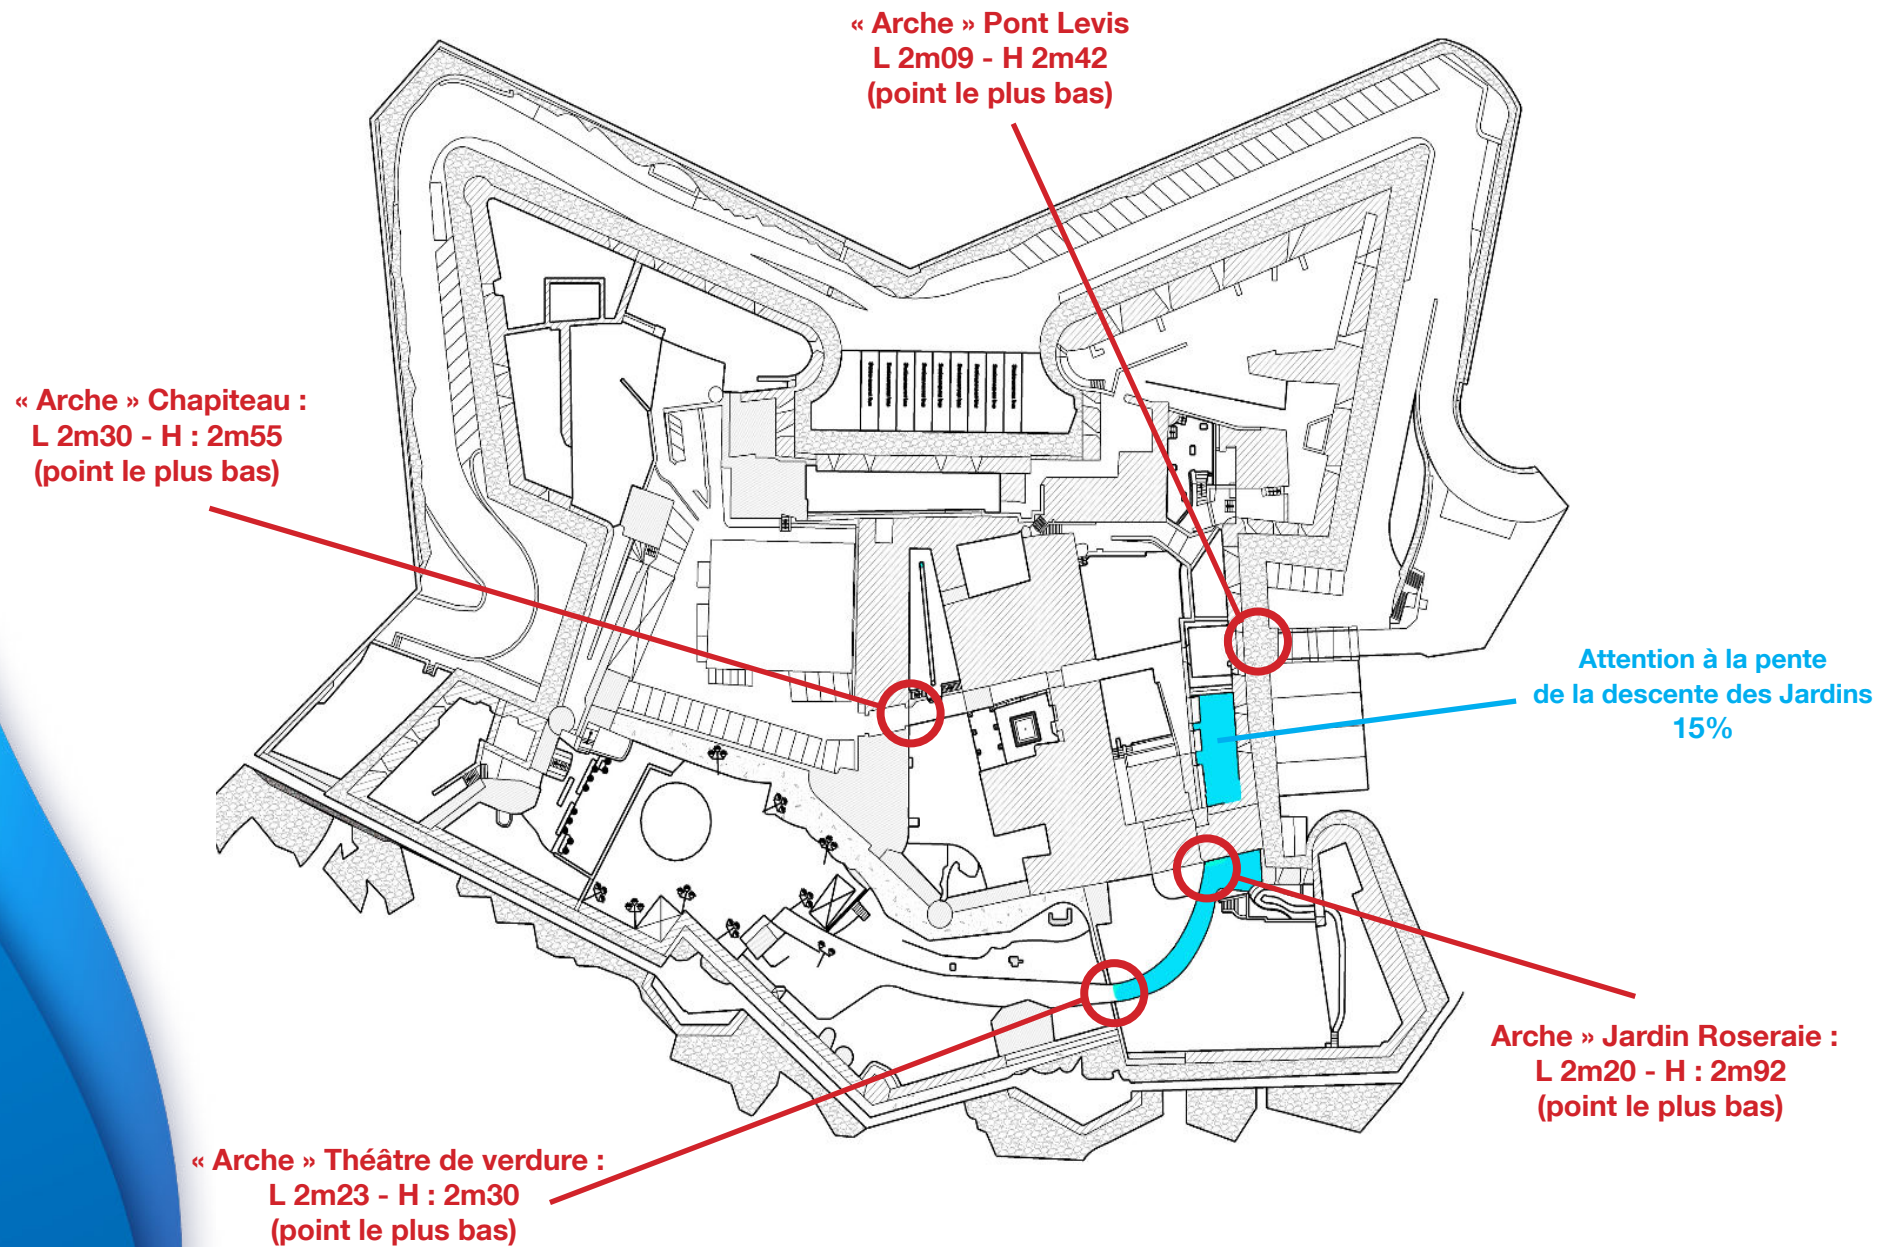 « Arche » Pont Levis
L 2m09 - H 2m42
(point le plus bas)
« Arche » Chapiteau :
L 2m30 - H : 2m55
(point le plus bas)
Attention à la pente
de la descente des Jardins
15%
Arche » Jardin Roseraie :
L 2m20 - H : 2m92
(point le plus bas)
« Arche » Théâtre de verdure :
L 2m23 - H : 2m30
(point le plus bas)